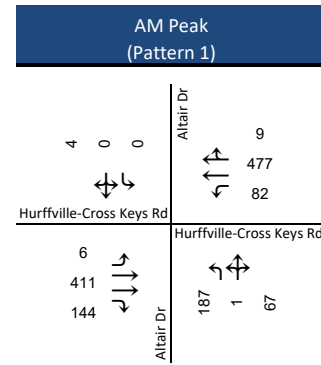 AM Peak
(Pattern 1)
Altair Dr
4 0 0
9
477
82
Hurffville-Cross Keys Rd
Hurffville-Cross Keys Rd
6
411
144
187 1 67
Altair Dr